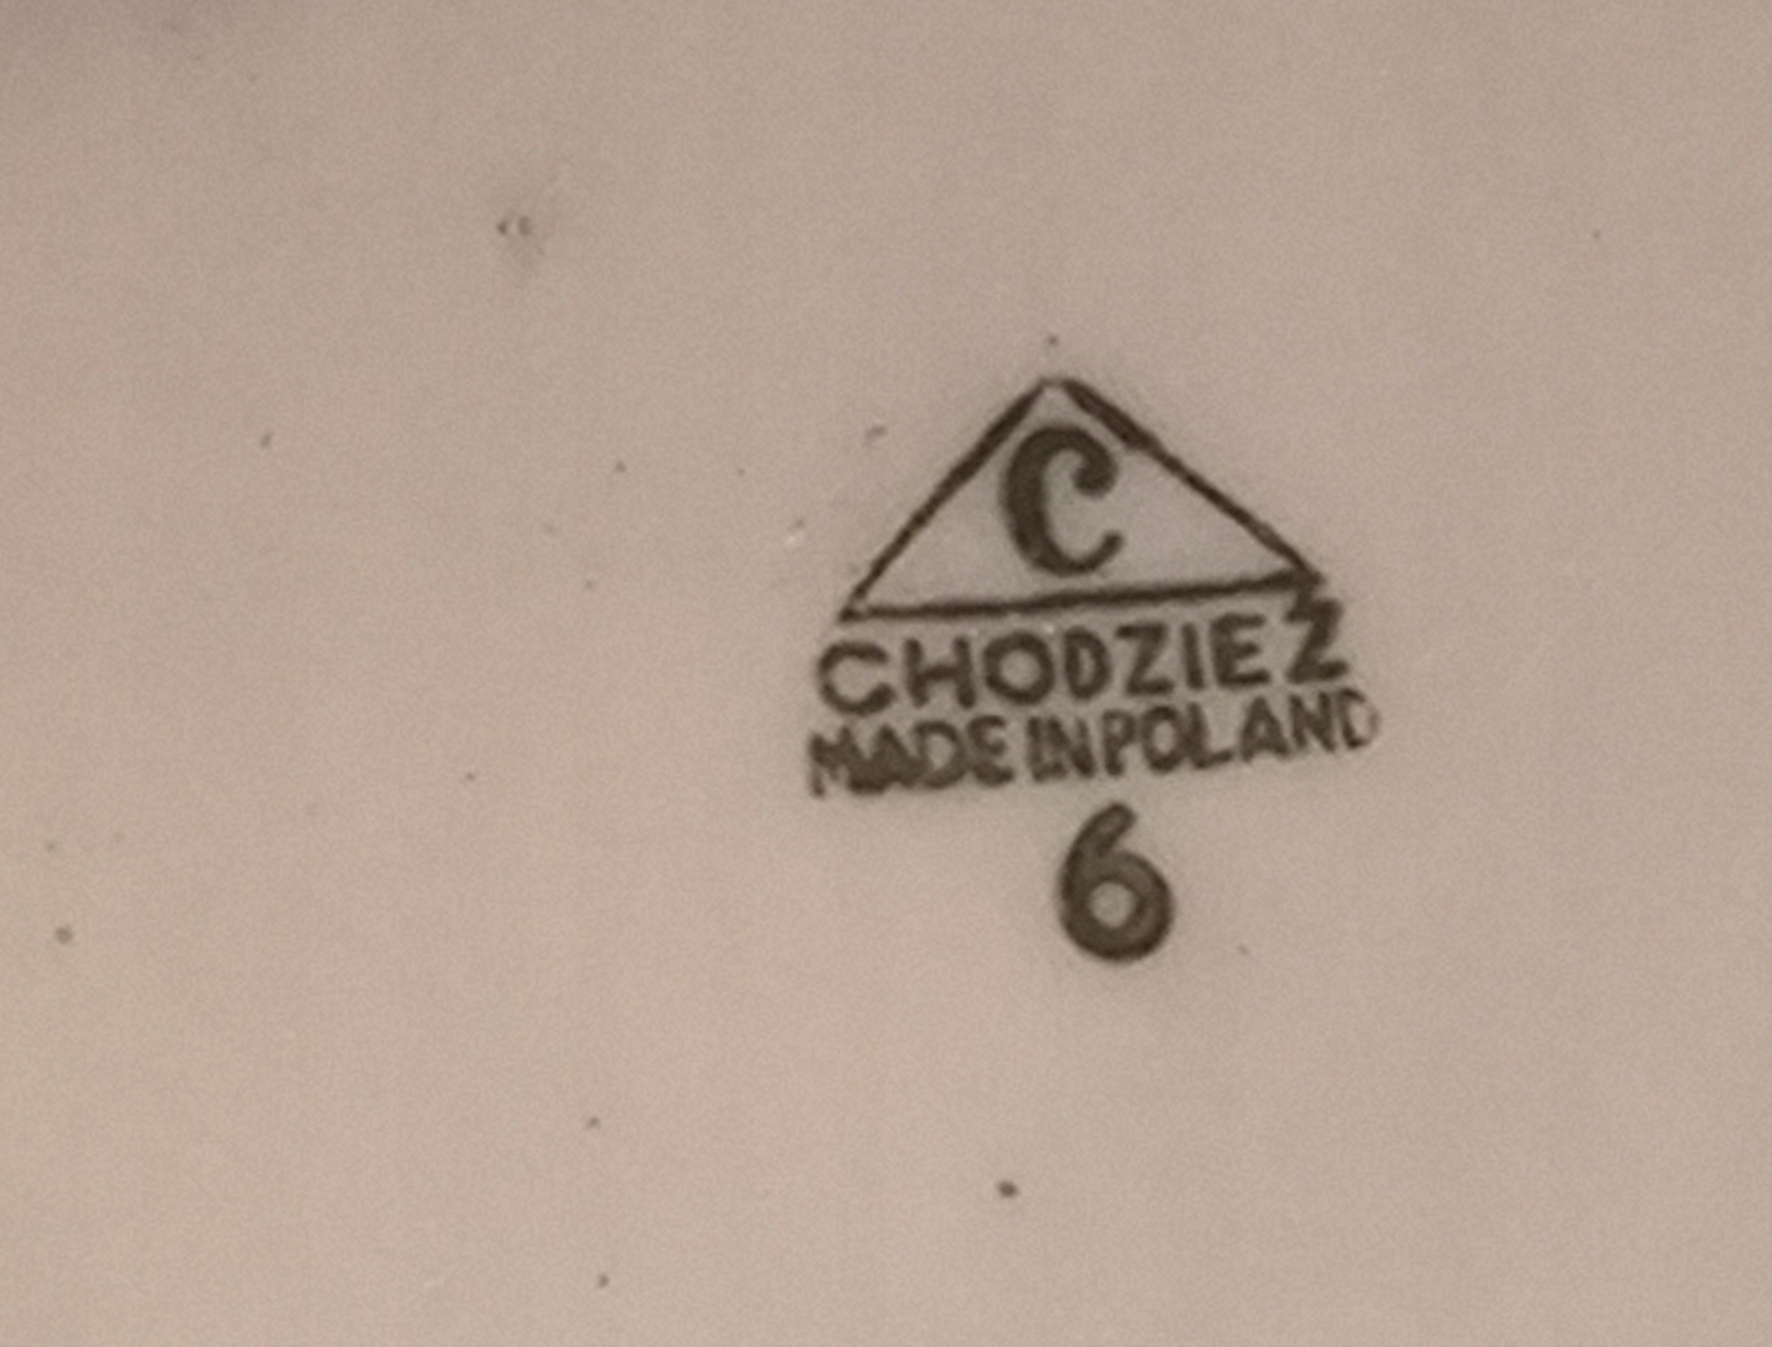 C
CHODZIEŻ
MADE IN POLAND
6